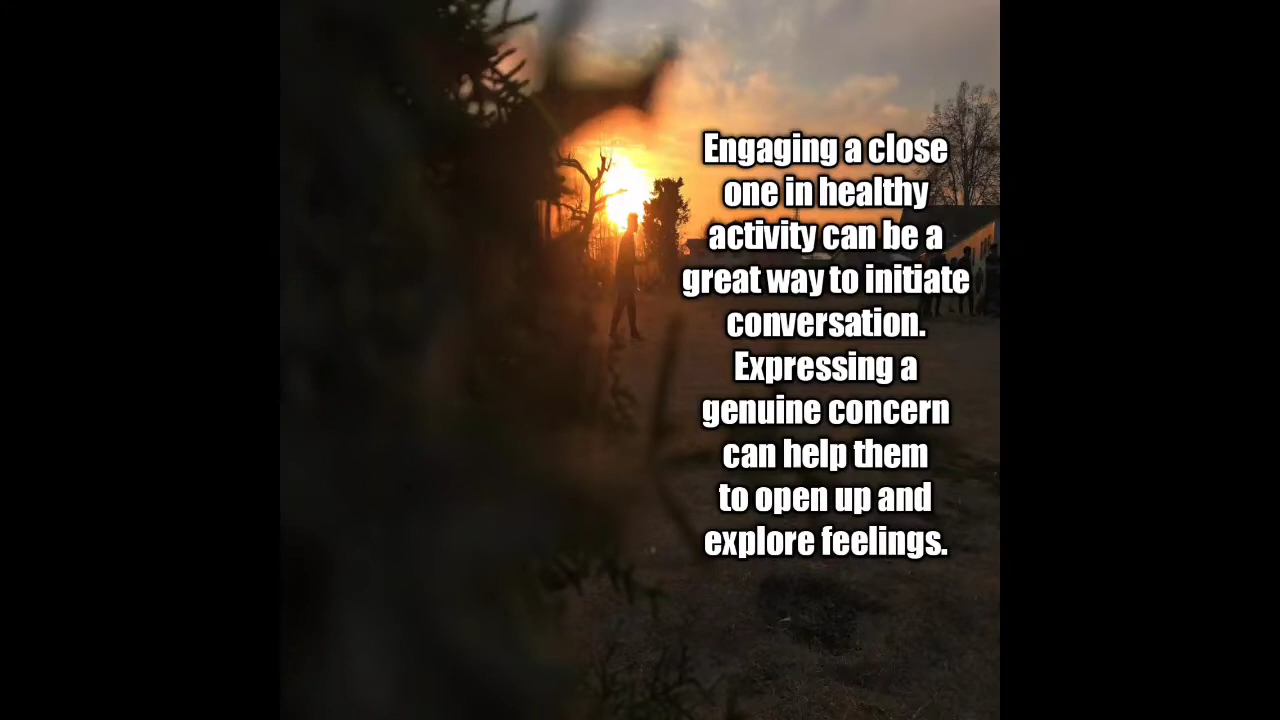 Engaging a close
one in healthy
activity can be a
great way to initiate
conversation.
Expressing a
genuine concern
can help them
to open up and
explore feelings.